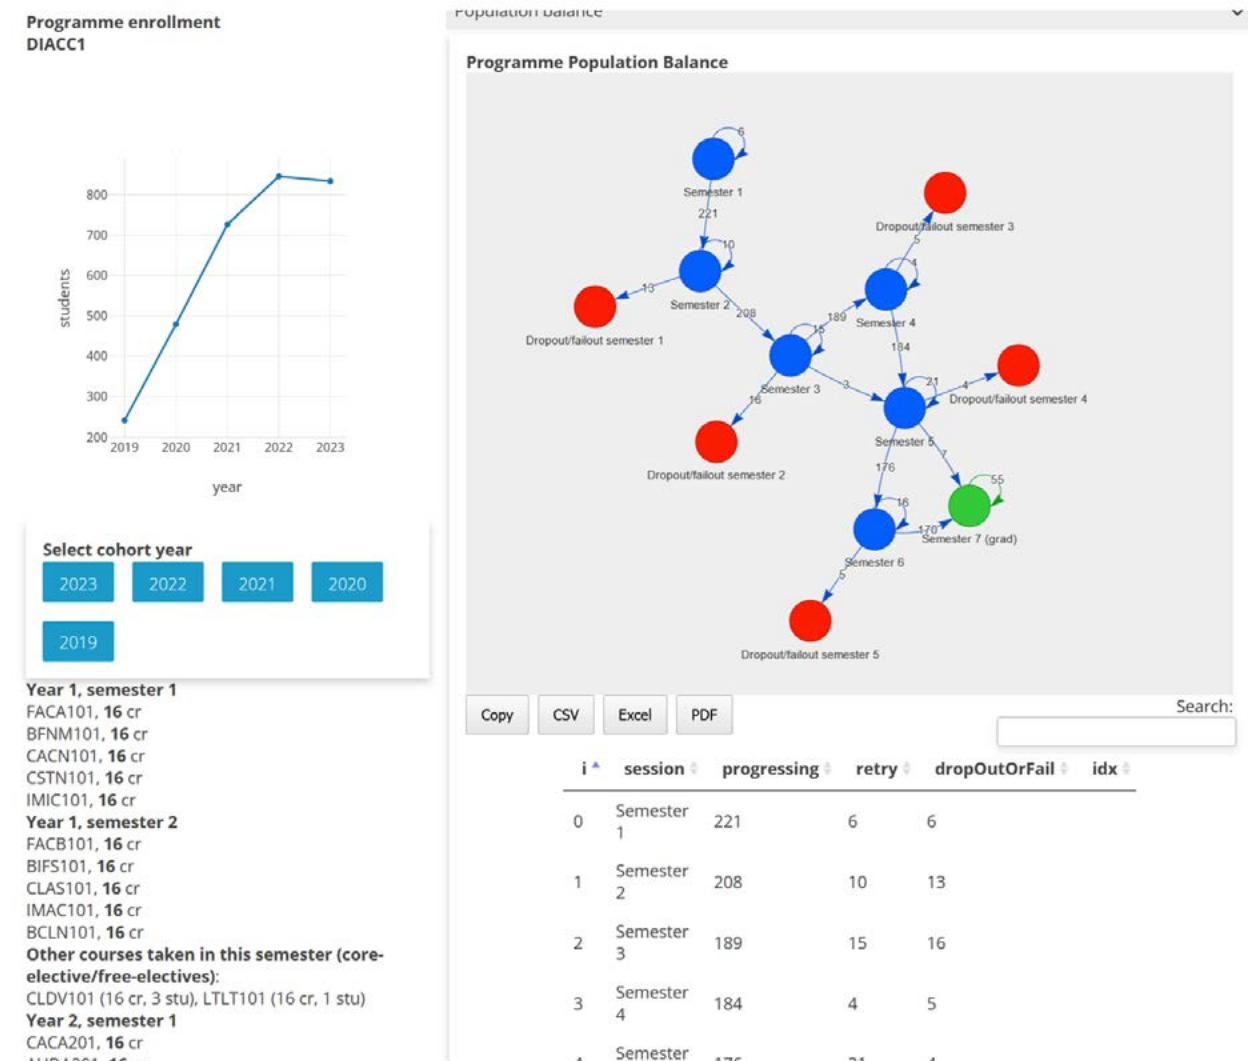 Programme enrollment
DIACC1
800
700
600
500
400
300
200
students
2019 2020 2021 2022 2023
year
Select cohort year
2023 2022 2021 2020
2019
Year 1, semester 1
FACA101, 16 cr
BFNM101, 16 cr
CACN101, 16 cr
CSTN101, 16 cr
IMIC101, 16 cr
Year 1, semester 2
FACB101, 16 cr
BIFS101, 16 cr
CLAS101, 16 cr
IMAC101, 16 cr
BCLN101, 16 cr
Other courses taken in this semester (core-
elective/free-electives):
CLDV101 (16 cr, 3 stu), LTLT101 (16 cr, 1 stu)
Year 2, semester 1
CACA201, 16 cr
Population balance
Programme Population Balance
6
Semester 1
221
10
Semester 2
13
Dropout/failout semester 1
208
15
Semester 3
16
Dropout/failout semester 2
189
3
4
Semester 4
5
Dropout/failout semester 3
184
21
Semester 5
4
Dropout/failout semester 4
176
7
55
Semester 7 (grad)
16
170
Semester 6
5
Dropout/failout semester 5
Copy CSV Excel PDF
Search:
i session progressing retry dropOutOrFail idx
0 Semester 1 221 6 6
1 Semester 2 208 10 13
2 Semester 3 189 15 16
3 Semester 4 184 4 5
Semester